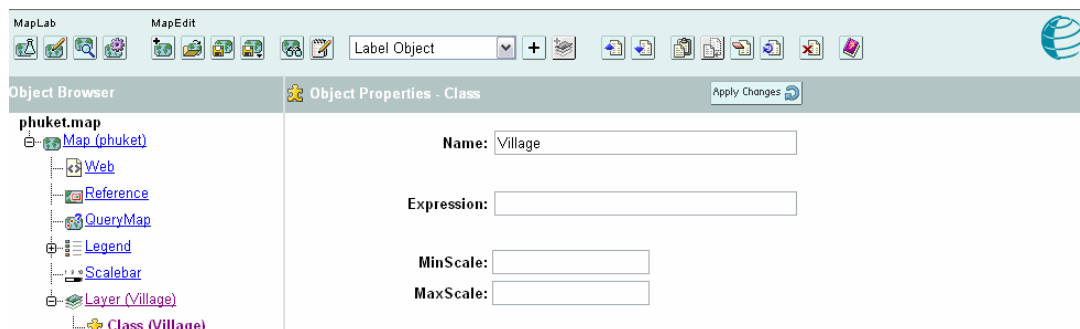 MapLab MapEdit
Label Object
Object Browser
Object Properties - Class
Apply Changes
phuket.map
Map (phuket)
Web
Reference
QueryMap
Legend
Scalebar
Layer (Village)
Class (Village)
Name: Village
Expression:
MinScale:
MaxScale: